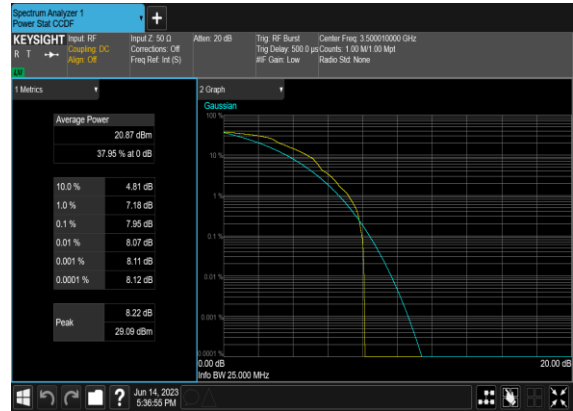 Spectrum Analyzer 1
Power Stat CCDF
KEYSIGHT
R T
LW
Input: RF
Coupling: DC
Align: Off
Input Z: 50 Ω
Corrections: Off
Freq Ref: Int (S)
Atten: 20 dB
Trig: RF Burst
Trig Delay: 500.0 µs
#IF Gain: Low
Center Freq: 3.500010000 GHz
Counts: 1.00 M/1.00 Mpt
Radio Std: None
1 Metrics
Average Power
20.87 dBm
37.95 % at 0 dB
10.0 % 4.81 dB
1.0 % 7.18 dB
0.1 % 7.95 dB
0.01 % 8.07 dB
0.001 % 8.11 dB
0.0001 % 8.12 dB
Peak
8.22 dB
29.09 dBm
2 Graph
Gaussian
100 %
10 %
1 %
0.1 %
0.01 %
0.001 %
0.0001 %
0.00 dB
20.00 dB
Info BW 25.000 MHz
Jun 14, 2023
5:36:55 PM